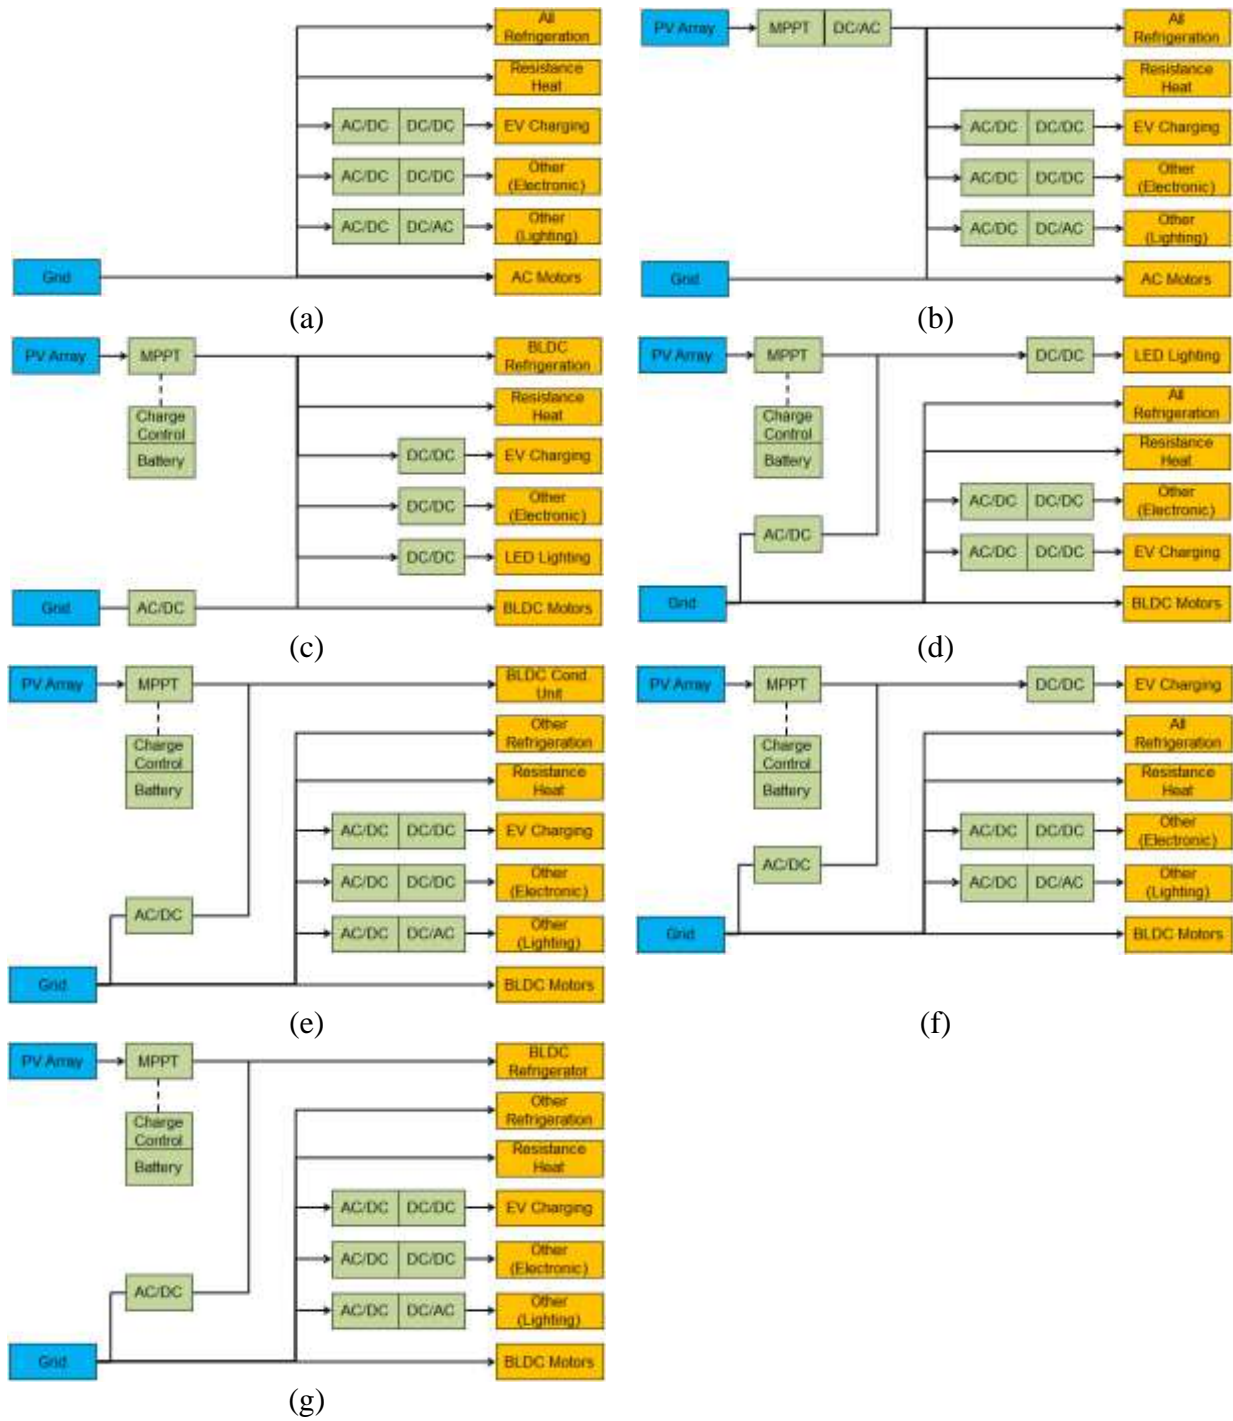 All
Refrigeration
Resistance
Heat
AC/DC DC/DC EV Charging
AC/DC DC/DC Other
(Electronic)
AC/DC DC/AC Other
(Lighting)
Grid AC Motors
(a)
PV Array MPPT DC/AC All
Refrigeration
Resistance
Heat
AC/DC DC/DC EV Charging
AC/DC DC/DC Other
(Electronic)
AC/DC DC/AC Other
(Lighting)
Grid AC Motors
(b)
PV Array MPPT BLDC
Refrigeration
Resistance
Heat
Charge
Control
Battery
DC/DC EV Charging
DC/DC Other
(Electronic)
DC/DC LED Lighting
Grid AC/DC BLDC Motors
(c)
PV Array MPPT DC/DC LED Lighting
All
Refrigeration
Charge
Control
Battery
Resistance
Heat
AC/DC DC/DC Other
(Electronic)
AC/DC
AC/DC DC/DC EV Charging
Grid BLDC Motors
(d)
PV Array MPPT BLDC Cond.
Unit
Other
Refrigeration
Charge
Control
Battery
Resistance
Heat
AC/DC DC/DC EV Charging
AC/DC DC/DC Other
(Electronic)
AC/DC
AC/DC DC/AC Other
(Lighting)
Grid BLDC Motors
(e)
PV Array MPPT DC/DC EV Charging
All
Refrigeration
Charge
Control
Battery
Resistance
Heat
AC/DC DC/DC Other
(Electronic)
AC/DC
AC/DC DC/AC Other
(Lighting)
Grid BLDC Motors
(f)
PV Array MPPT BLDC
Refrigerator
Other
Refrigeration
Charge
Control
Battery
Resistance
Heat
AC/DC DC/DC EV Charging
AC/DC DC/DC Other
(Electronic)
AC/DC
AC/DC DC/AC Other
(Lighting)
Grid BLDC Motors
(g)